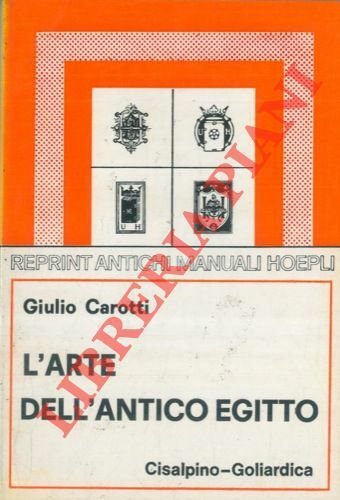 U H
REPRINT ANTICHI MANUALI HOEPLI
Giulio Carotti
L'ARTE
DELL'ANTICO EGITTO
Cisalpino-Goliardica
LIBRERIA PIANI